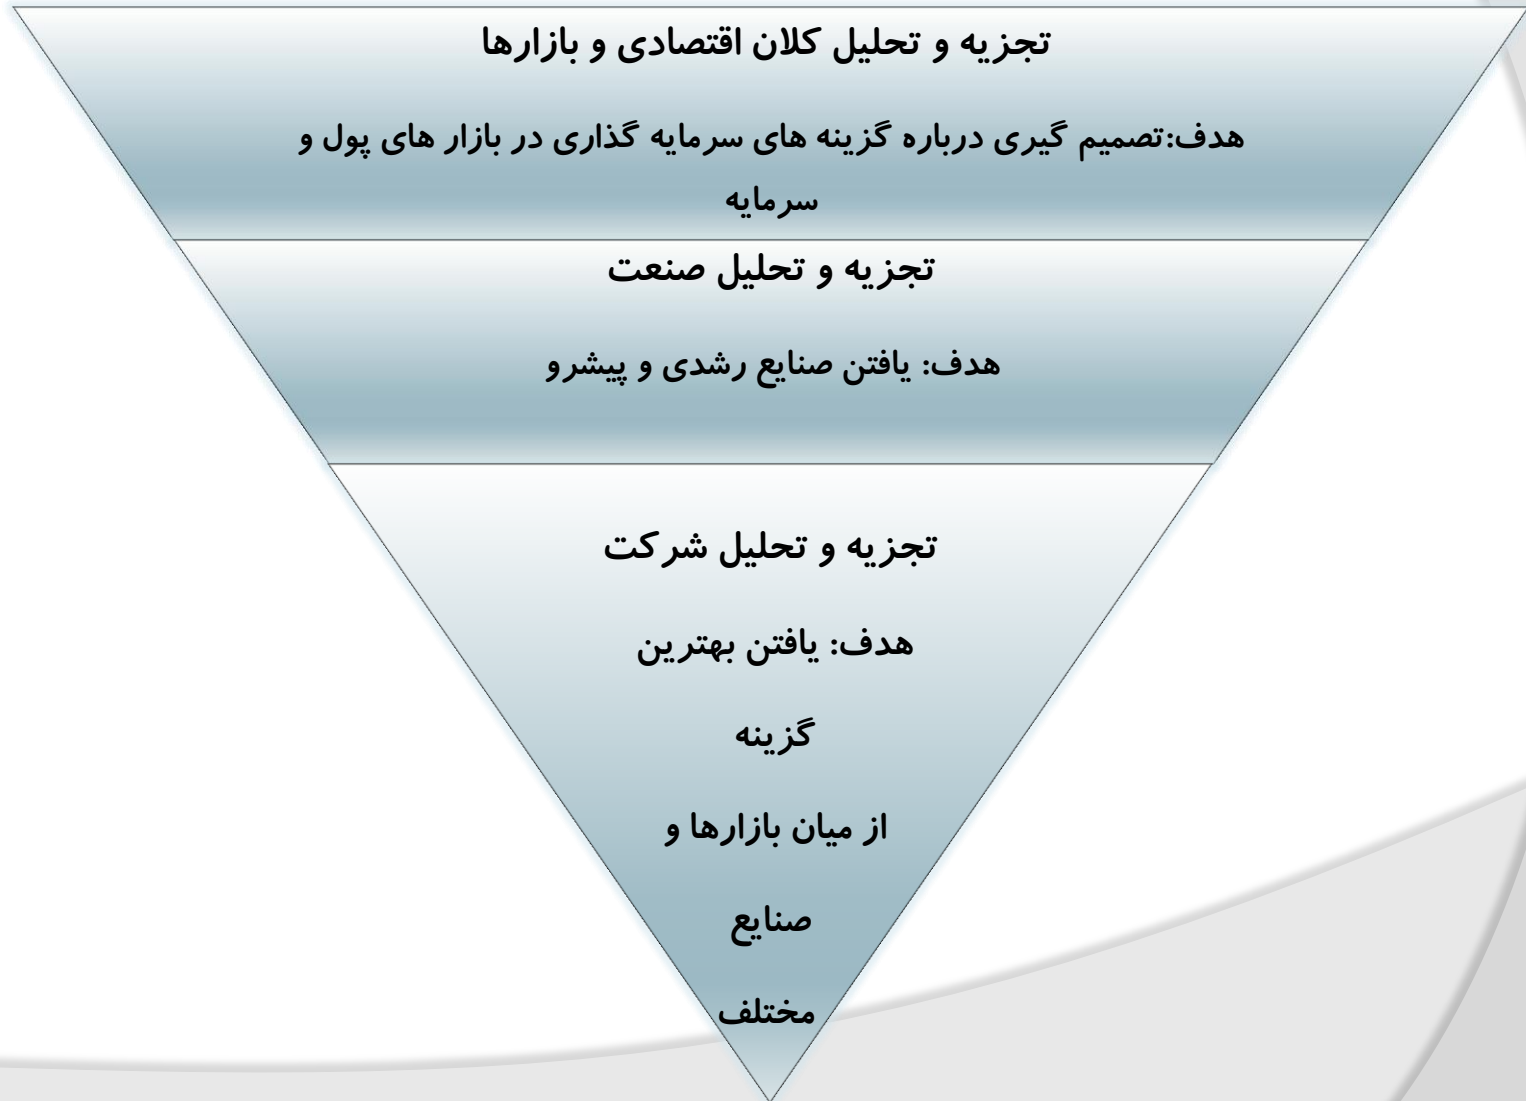 تجزیه و تحلیل کلان اقتصادی و بازارها
هدف:تصمیم گیری درباره گزینه های سرمایه گذاری در بازار های پول و
سرمایه
تجزیه و تحلیل صنعت
هدف: یافتن صنایع رشدی و پیشرو
تجزیه و تحلیل شرکت
هدف: یافتن بهترین
گزینه
از میان بازارها و
صنایع
مختلف